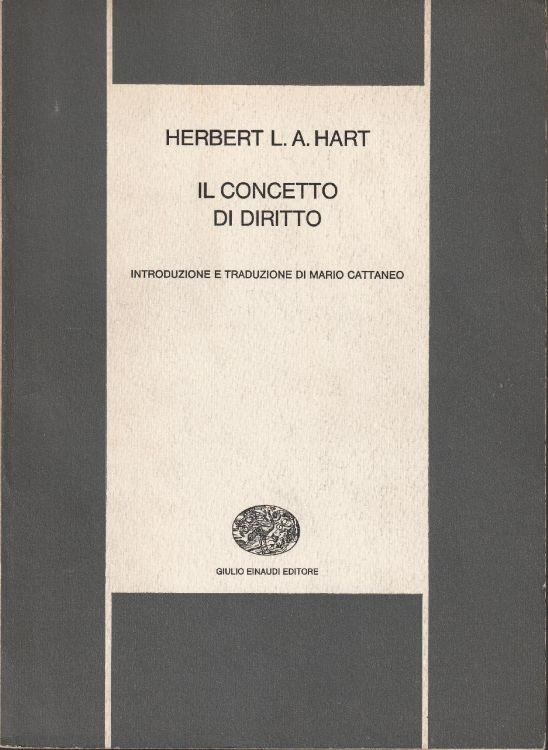 HERBERT L. A. HART
IL CONCETTO
DI DIRITTO
INTRODUZIONE E TRADUZIONE DI MARIO CATTANEO
GIULIO EINAUDI EDITORE